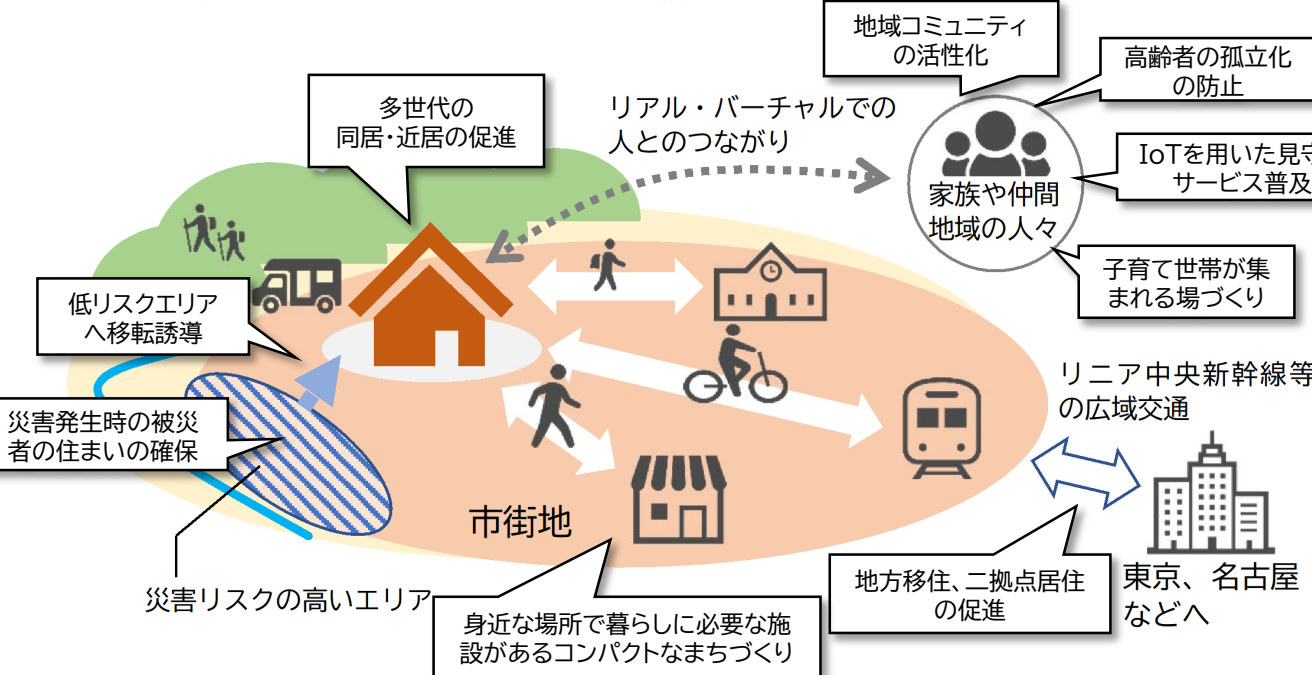 地域コミュニティ
の活性化
高齢者の孤立化
の防止
多世代の
同居・近居の促進
リアル・バーチャルでの
人とのつながり
IoTを用いた見守
サービス普及
家族や仲間
地域の人々
子育て世帯が集
まれる場づくり
低リスクエリア
へ移転誘導
リニア中央新幹線等
の広域交通
災害発生時の被災
者の住まいの確保
市街地
地方移住、二拠点居住
の促進
東京、名古屋
などへ
災害リスクの高いエリア
身近な場所で暮らしに必要な施
設があるコンパクトなまちづくり